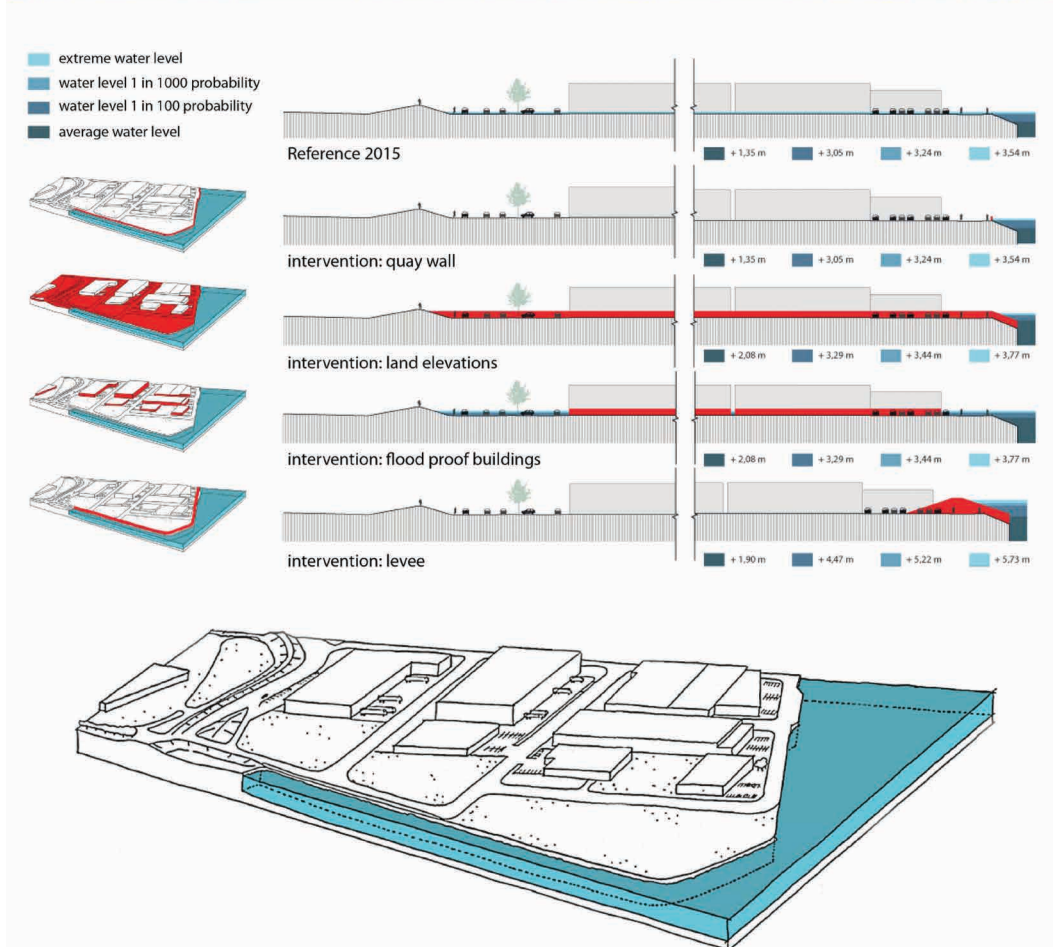 extreme water level
water level 1 in 1000 probability
water level 1 in 100 probability
average water level
Reference 2015
+ 1,35 m
+ 3,05 m
+ 3,24 m
+ 3,54 m
intervention: quay wall
+ 1,35 m
+ 3,05 m
+ 3,24 m
+ 3,54 m
intervention: land elevations
+ 2,08 m
+ 3,29 m
+ 3,44 m
+ 3,77 m
intervention: flood proof buildings
+ 2,08 m
+ 3,29 m
+ 3,44 m
+ 3,77 m
intervention: levee
+ 1,90 m
+ 4,47 m
+ 5,22 m
+ 5,73 m